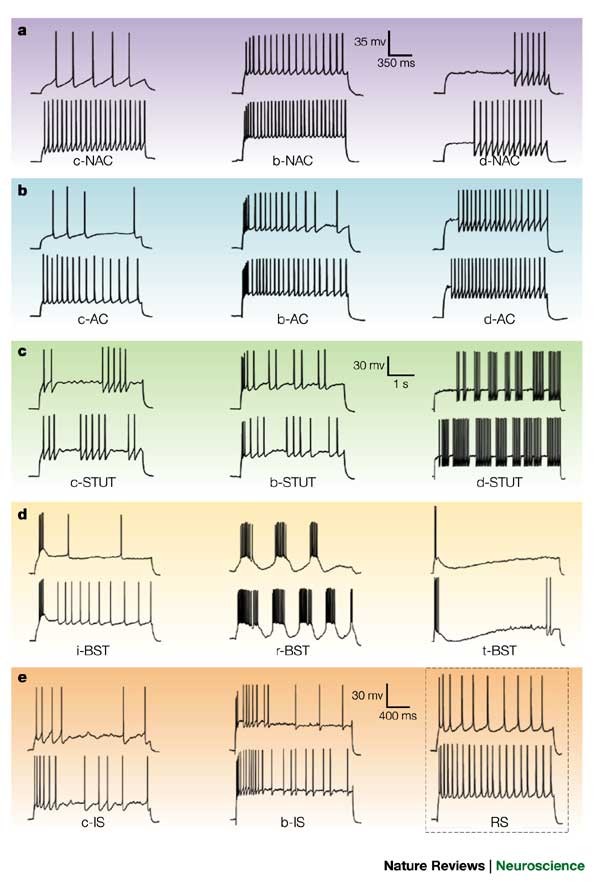 a
35 mv
350 ms
c-NAC b-NAC d-NAC
b
c-AC b-AC d-AC
c
30 mv
1 s
c-STUT b-STUT d-STUT
d
i-BST r-BST t-BST
e
30 mv
400 ms
c-IS b-IS RS
Nature Reviews | Neuroscience